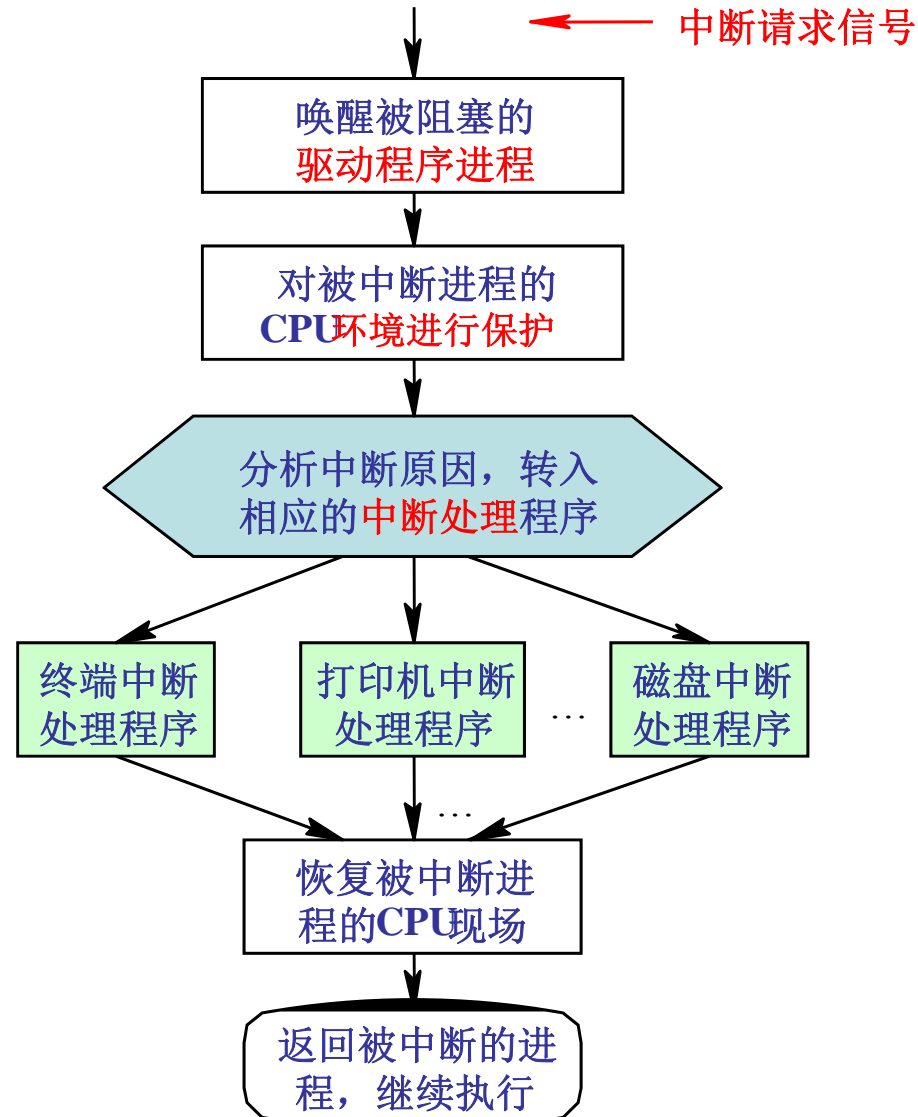 中断请求信号
唤醒被阻塞的
驱动程序进程
对被中断进程的
CPU环境进行保护
分析中断原因，转入
相应的中断处理程序
终端中断
处理程序
打印机中断
处理程序
…
磁盘中断
处理程序
…
恢复被中断进
程的CPU现场
返回被中断的进
程，继续执行